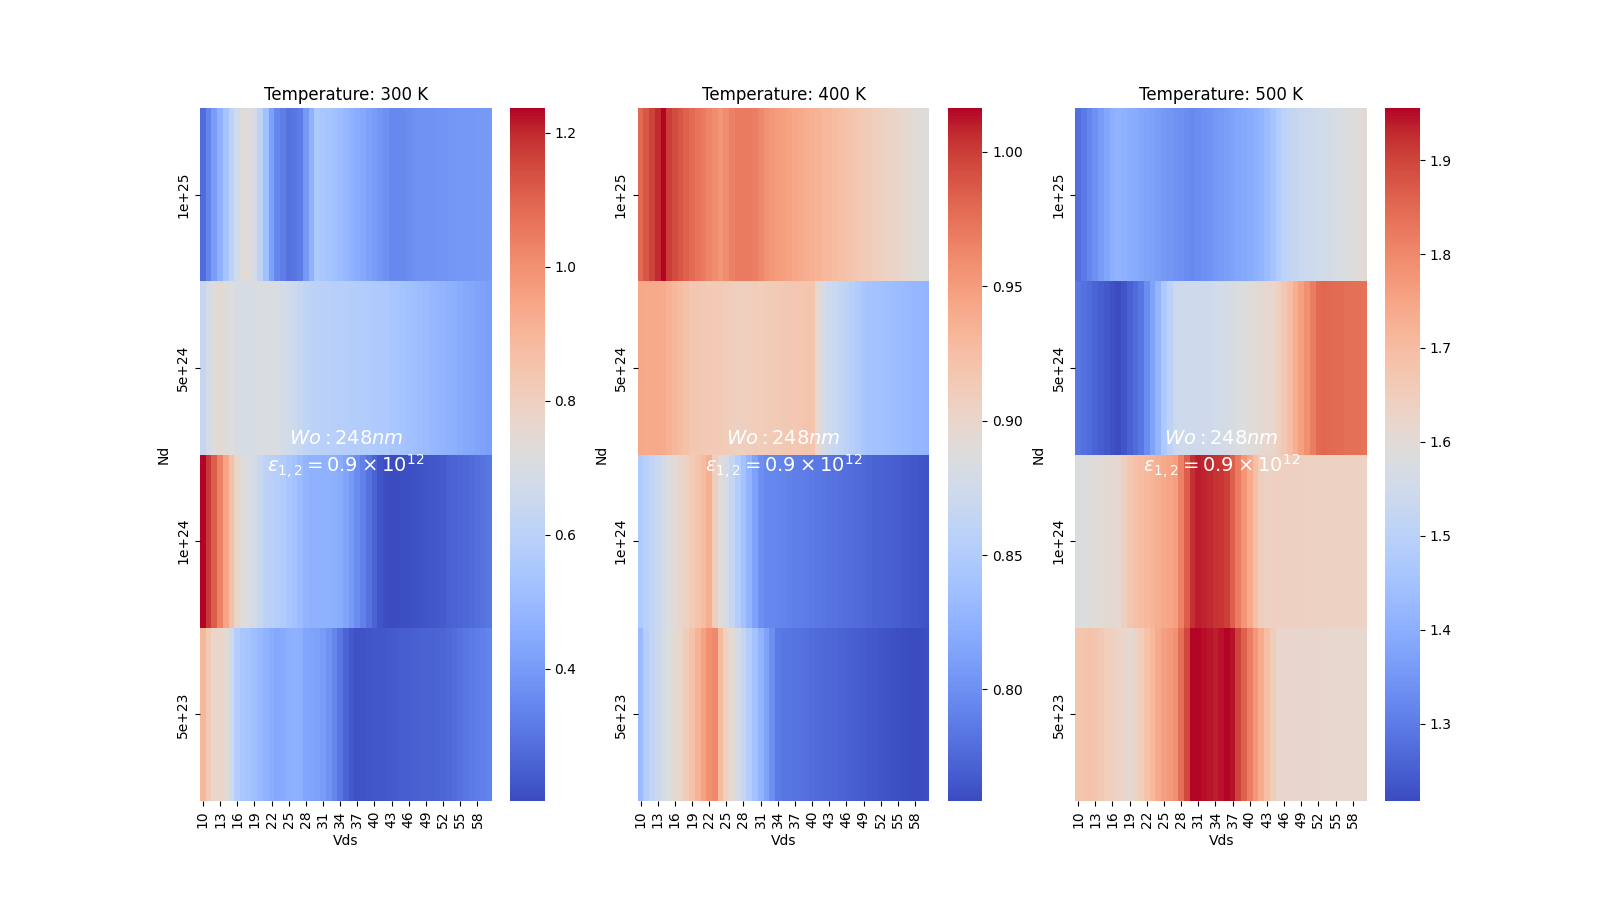 Temperature: 300 K
1e+25
5e+24
1e+24
5e+23
Nd
10 13 16 19 22 25 28 31 34 37 40 43 46 49 52 55 58
Vds
Wo : 248nm
ε1, 2 = 0.9 × 10^12
1.2
1.0
0.8
0.6
0.4
Temperature: 400 K
1e+25
5e+24
1e+24
5e+23
Nd
10 13 16 19 22 25 28 31 34 37 40 43 46 49 52 55 58
Vds
Wo : 248nm
ε1, 2 = 0.9 × 10^12
1.00
0.95
0.90
0.85
0.80
Temperature: 500 K
1e+25
5e+24
1e+24
5e+23
Nd
10 13 16 19 22 25 28 31 34 37 40 43 46 49 52 55 58
Vds
Wo : 248nm
ε1, 2 = 0.9 × 10^12
1.9
1.8
1.7
1.6
1.5
1.4
1.3